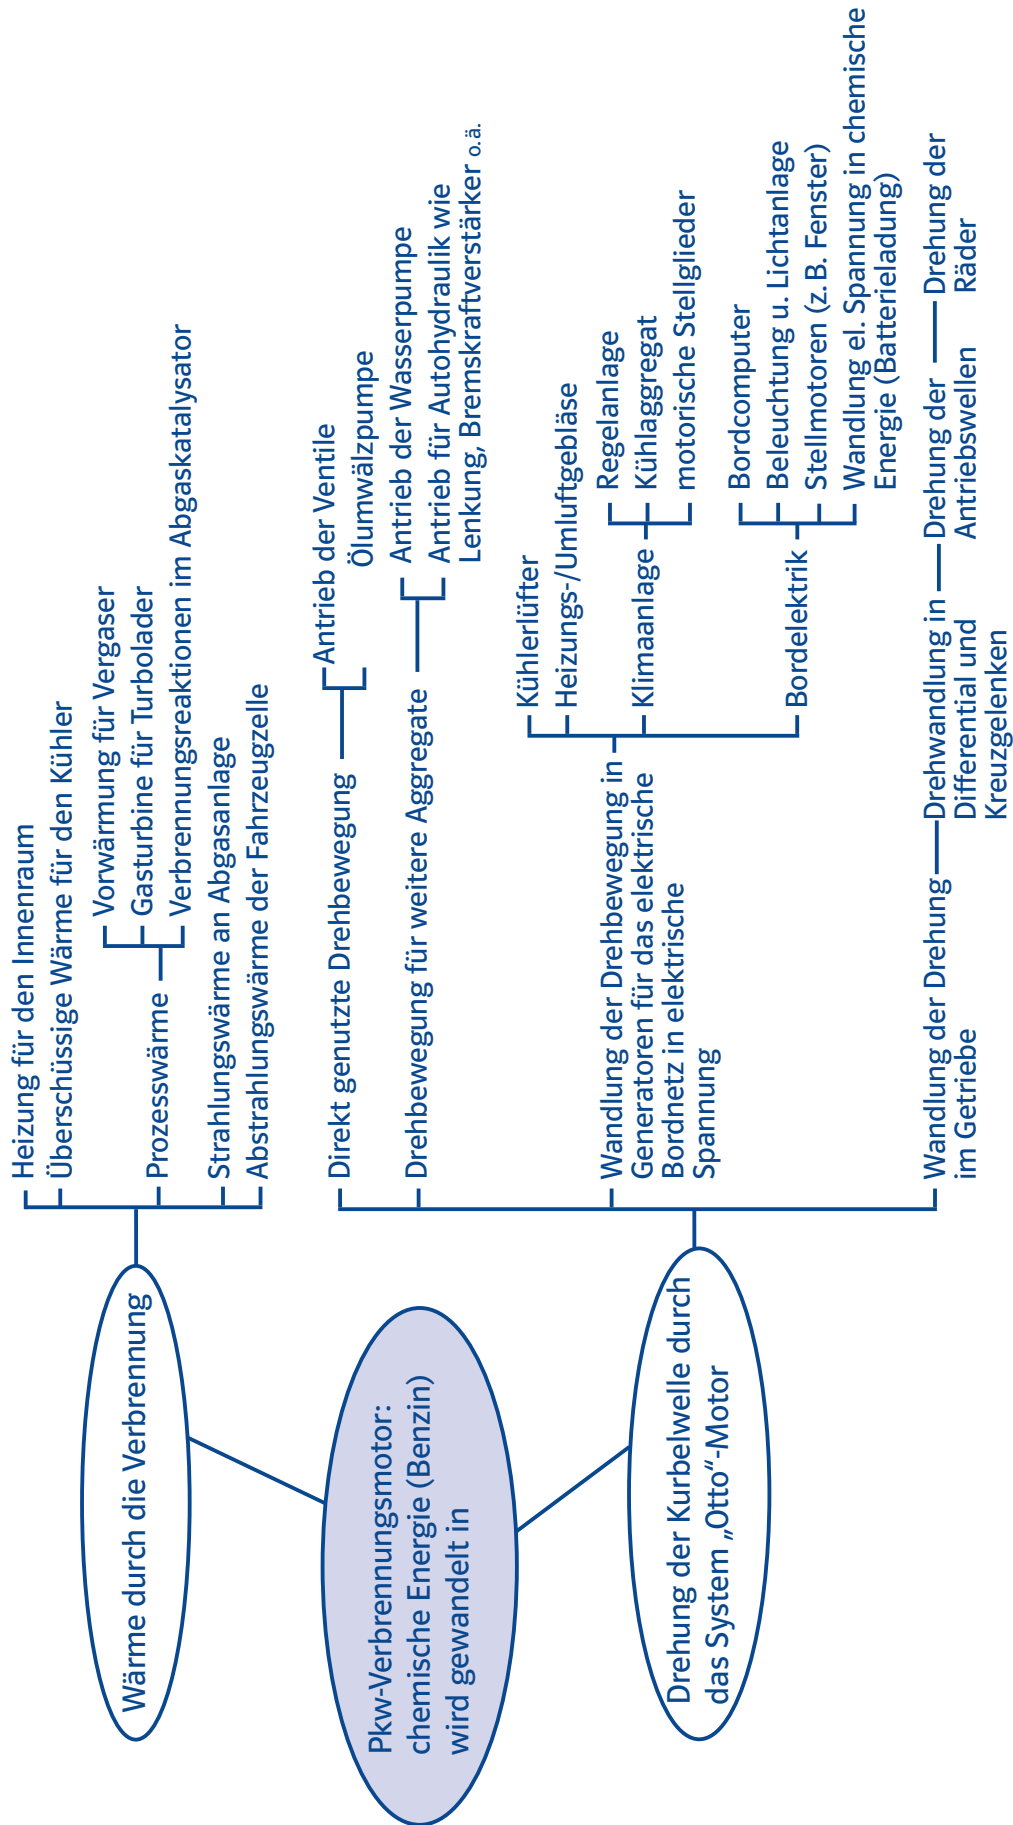 Pkw-Verbrennungsmotor:
chemische Energie (Benzin)
wird gewandelt in
Wärme durch die Verbrennung
Heizung für den Innenraum
Überschüssige Wärme für den Kühler
Prozesswärme
Vorwärmung für Vergaser
Gasturbine für Turbolader
Verbrennungsreaktionen im Abgaskatalysator
Strahlungswärme an Abgasanlage
Abstrahlungswärme der Fahrzeugzelle
Drehung der Kurbelwelle durch
das System „Otto“-Motor
Direkt genutzte Drehbewegung
Antrieb der Ventile
Ölumwälzpumpe
Drehbewegung für weitere Aggregate
Antrieb der Wasserpumpe
Antrieb für Autohydraulik wie
Lenkung, Bremskraftverstärker o.ä.
Wandlung der Drehbewegung in
Generatoren für das elektrische
Bordnetz in elektrische
Spannung
Kühlerlüfter
Heizungs-/Umluftgebläse
Klimaanlage
Regelanlage
Kühlaggregat
motorische Stellglieder
Bordelektrik
Bordcomputer
Beleuchtung u. Lichtanlage
Stellmotoren (z. B. Fenster)
Wandlung el. Spannung in chemische
Energie (Batterieladung)
Wandlung der Drehung
im Getriebe
Drehwandlung in
Differential und
Kreuzgelenken
Drehung der
Antriebswellen
Drehung der
Räder